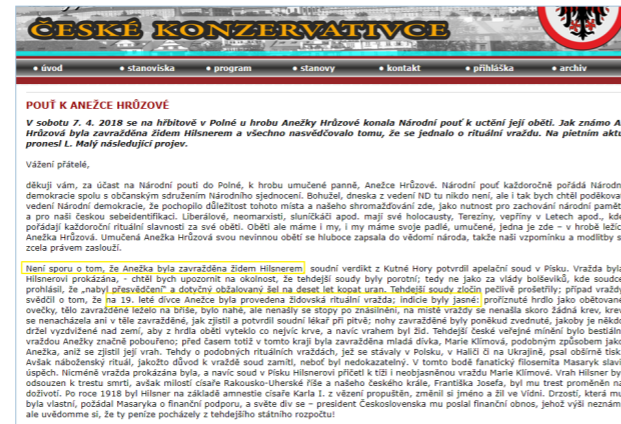 ČESKÉ KONZERVATIVCE
• úvod • stanoviska • program • stanovy • kontakt • přihláška • archiv
POUŤ K ANEŽCE HRŮZOVÉ
V sobotu 7. 4. 2018 se na hřbitově v Polné u hrobu Anežky Hrůzové konala Národní pouť k uctění její oběti. Jak známo A
Hrůzová byla zavražděna židem Hilsnerem a všechno nasvědčovalo tomu, že se jednalo o rituální vraždu. Na pietním aktu
pronesl L. Malý následující projev.
Vážení přátelé,
děkuji vám, za účast na Národní pouti do Polné, k hrobu umučené panně, Anežce Hrůzové. Národní pouť každoročně pořádá Národn
demokracie spolu s občanským sdružením Národního sjednocení. Bohužel, dneska z vedení ND tu nikdo není, ale i tak bych chtěl poděkova
vedení Národní demokracie, že pochopilo důležitost tohoto místa a našeho shromažďování zde, jako nutnost pro zachování národní paměť
a pro naši českou sebeidentifikaci. Liberálové, neomarxisti, sluníčkáči apod. mají své holocausty, Terezíny, vepříny v Letech apod., kde
pořádají každoroční rituální slavnosti za své oběti. Oběti ale máme i my, i my máme svoje padlé, umučené, jedna je zde – v hrobě ležíc
Anežka Hrůzová. Umučená Anežka Hrůzová svou nevinnou obětí se hluboce zapsala do vědomí národa, takže naši vzpomínku a modlitby s
zcela právem zaslouží.
Není sporu o tom, že Anežka byla zavražděna židem Hilsnerem, soudní verdikt z Kutné Hory potvrdil apelační soud v Písku. Vražda byla
Hilsnerovi prokázána, - chtěl bych upozornit na okolnost, že tehdejší soudy byly porotní; tedy ne jako za vlády bolševiků, kde soudce
prohlásil, že „nabyl přesvědčení" a dotyčný obžalovaný šel na deset let kopat uran. Tehdejší soudy zločin pečlivě prošetřily; případ vraždy
svědčil o tom, že na 19. leté dívce Anežce byla provedena židovská rituální vražda; indicie byly jasné: proříznuté hrdlo jako obětované
ovečky, tělo zavražděné leželo na břiše, bylo nahé, ale nenašly se stopy po znásilnění, na místě vraždy se nenašla skoro žádná krev, krev
se nenacházela ani v těle zavražděné, jak zjistil a potvrdil soudní lékař při pitvě; nohy zavražděné byly poněkud zvednuté, jakoby je někdo
držel vyzdvižené nad zemí, aby z hrdla oběti vyteklo co nejvíc krve, a navíc vrahem byl žid. Tehdejší české veřejné mínění bylo bestiální
vraždou Anežky značně pobouřeno; před časem totiž v tomto kraji byla zavražděna mladá dívka, Marie Klímová, podobným způsobem jako
Anežka, aniž se zjistil její vrah. Tehdy o podobných rituálních vraždách, jež se stávaly v Polsku, v Haliči či na Ukrajině, psal obšírně tisk
Avšak náboženský rituál, jakožto důvod k vraždě soud zamítl, neboť byl nedokazatelný. V tomto bodě fanatický filosemita Masaryk slavi
úspěch. Nicméně vražda prokázána byla, a navíc soud v Písku Hilsnerovi přičetl k tíži i neobjasněnou vraždu Marie Klímové. Vrah Hilsner by
odsouzen k trestu smrti, avšak milostí císaře Rakousko-Uherské říše a našeho českého krále, Františka Josefa, byl mu trest proměněn na
doživotí. Po roce 1918 byl Hilsner na základě amnestie císaře Karla I. z vězení propuštěn, změnil si jméno a žil ve Vídni. Drzostí, která mu
byla vlastní, požádal Masaryka o finanční podporu, a světe div se – president Československa mu poslal finanční obnos, jehož výši neznám
ale uvědomme si, že ty peníze pocházely z tehdejšího státního rozpočtu!